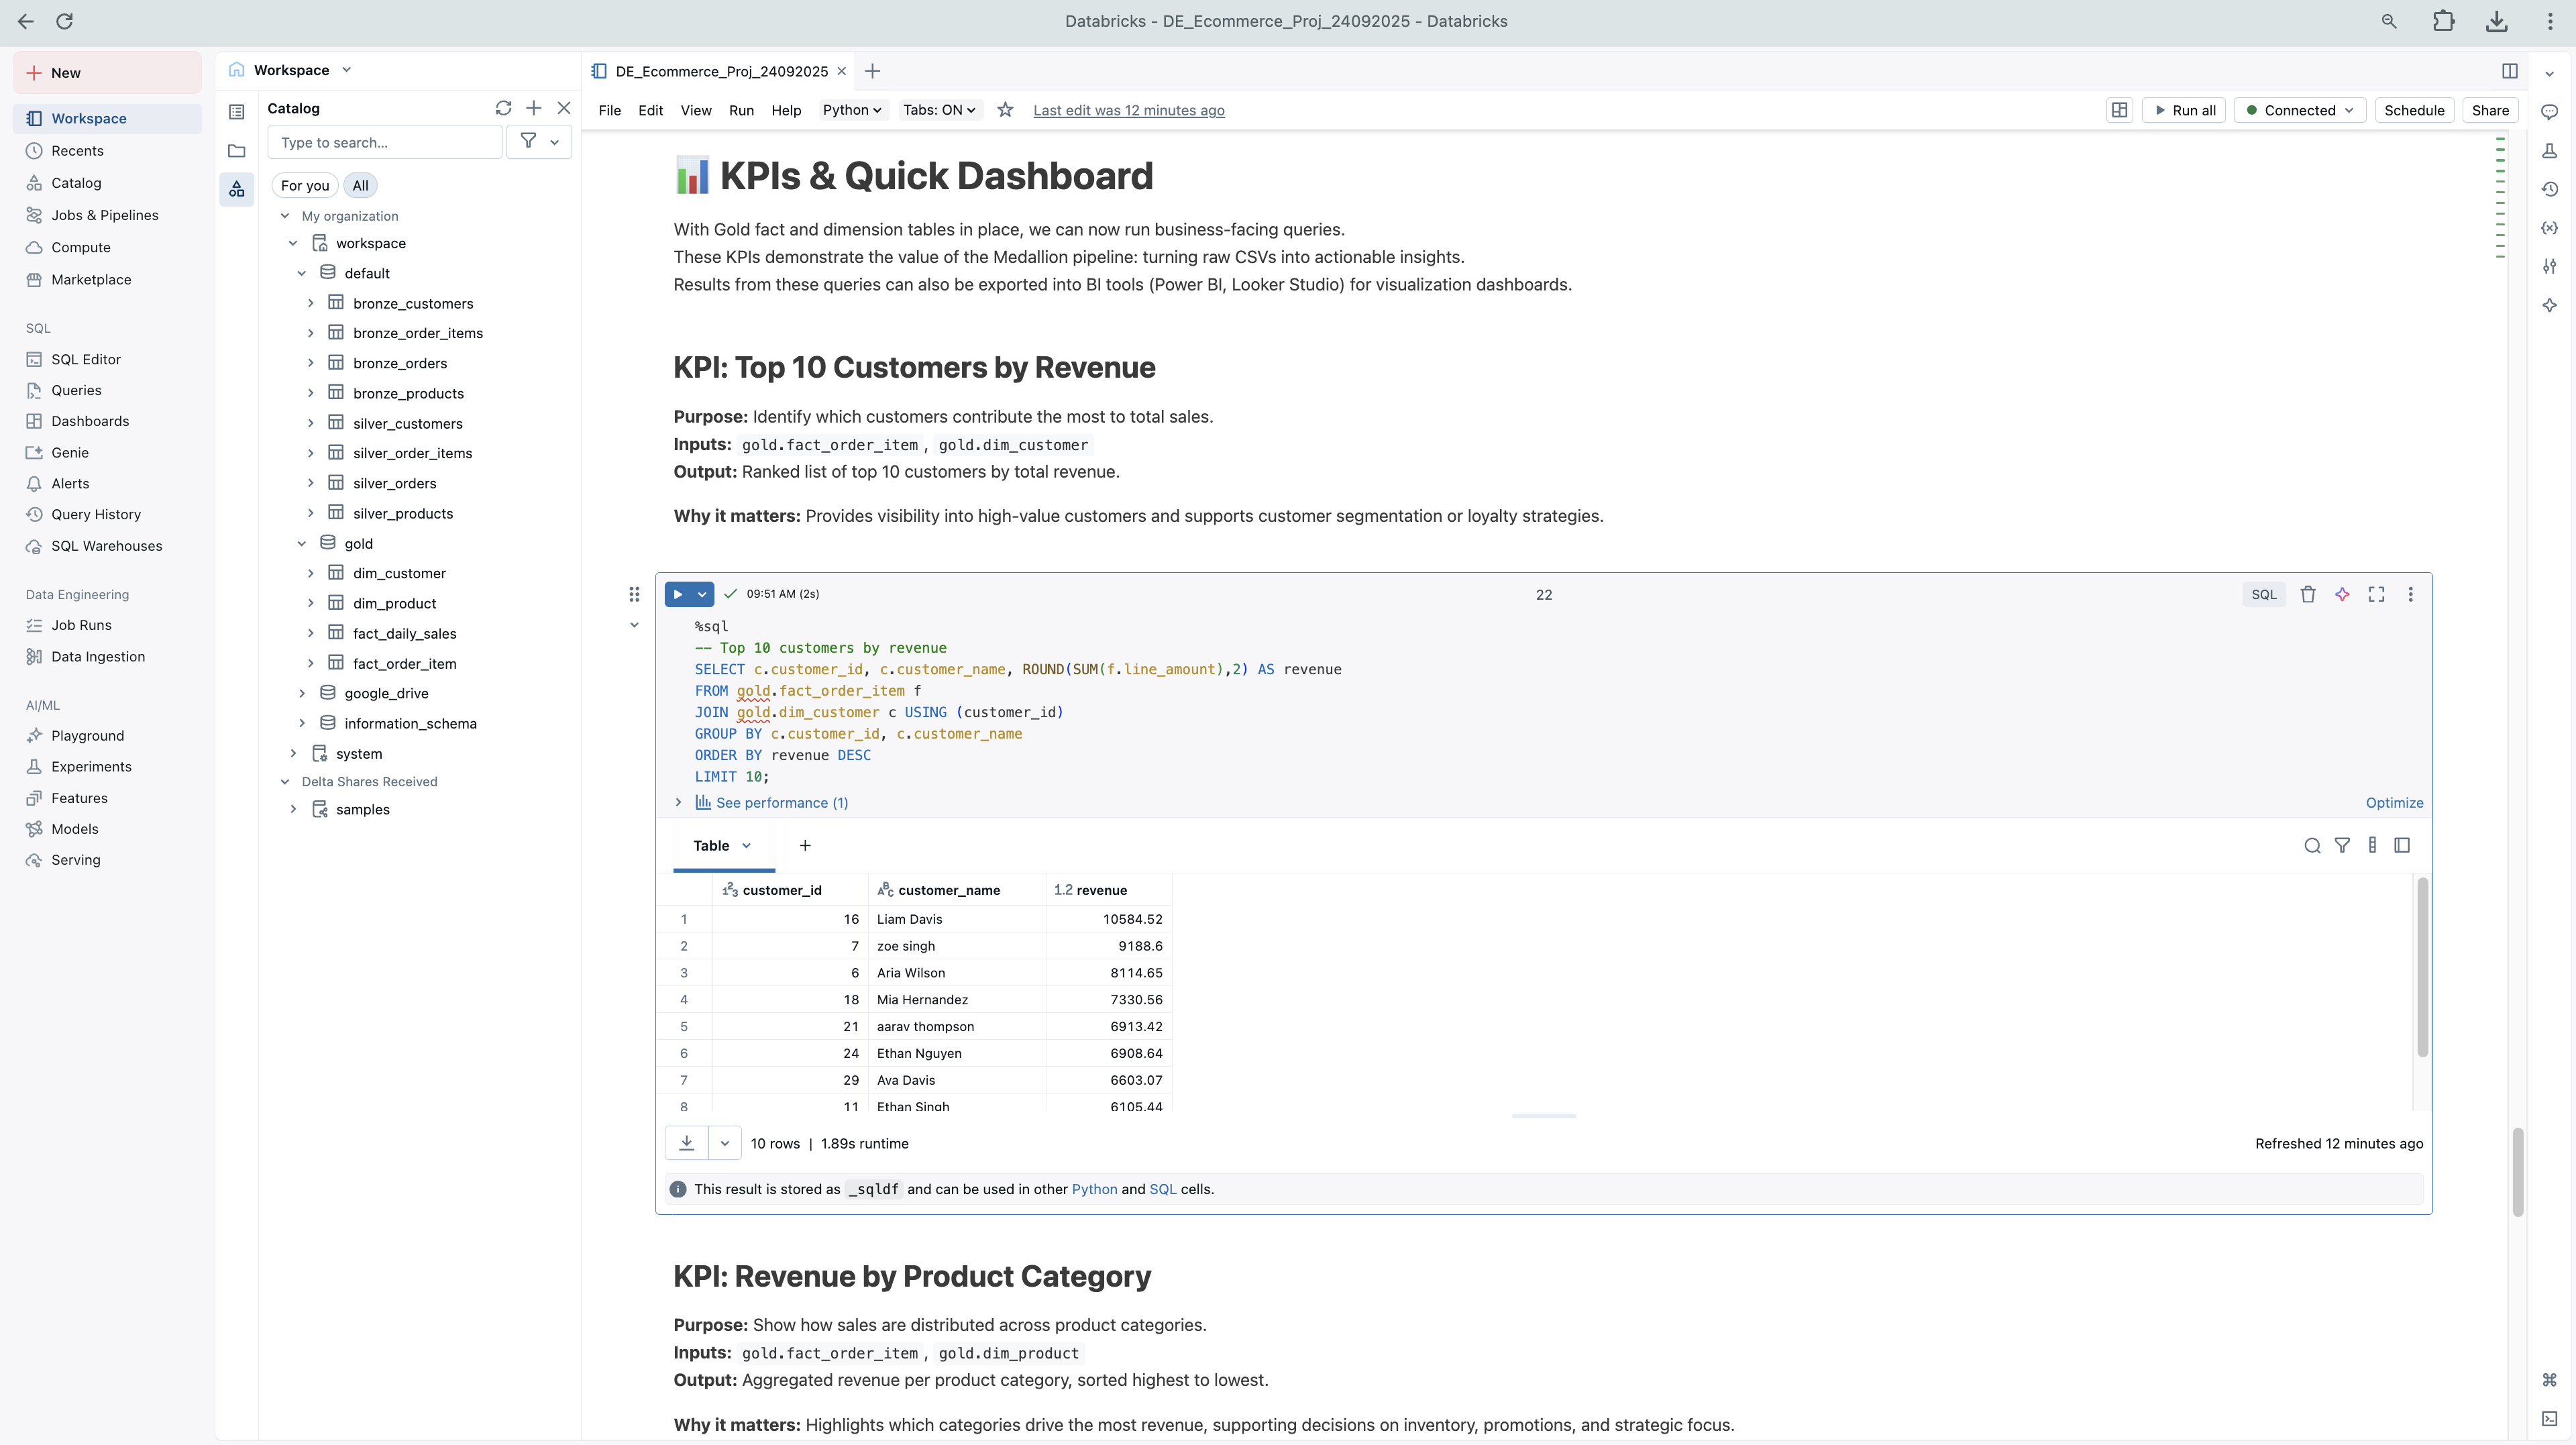 Databricks - DE_Ecommerce_Proj_24092025 - Databricks
New
Workspace
Recents
Catalog
Jobs & Pipelines
Compute
Marketplace
SQL
SQL Editor
Queries
Dashboards
Genie
Alerts
Query History
SQL Warehouses
Data Engineering
Job Runs
Data Ingestion
AI/ML
Playground
Experiments
Features
Models
Serving
Workspace
Catalog
Type to search...
For you
All
My organization
workspace
default
bronze_customers
bronze_order_items
bronze_orders
bronze_products
silver_customers
silver_order_items
silver_orders
silver_products
gold
dim_customer
dim_product
fact_daily_sales
fact_order_item
google_drive
information_schema
system
Delta Shares Received
samples
DE_Ecommerce_Proj_24092025
File Edit View Run Help Python Tabs: ON Last edit was 12 minutes ago
Run all Connected Schedule Share
KPIs & Quick Dashboard
With Gold fact and dimension tables in place, we can now run business-facing queries.
These KPIs demonstrate the value of the Medallion pipeline: turning raw CSVs into actionable insights.
Results from these queries can also be exported into BI tools (Power BI, Looker Studio) for visualization dashboards.
KPI: Top 10 Customers by Revenue
Purpose: Identify which customers contribute the most to total sales.
Inputs: gold.fact_order_item , gold.dim_customer
Output: Ranked list of top 10 customers by total revenue.
Why it matters: Provides visibility into high-value customers and supports customer segmentation or loyalty strategies.
09:51 AM (2s) 22 SQL
%sql
-- Top 10 customers by revenue
SELECT c.customer_id, c.customer_name, ROUND(SUM(f.line_amount),2) AS revenue
FROM gold.fact_order_item f
JOIN gold.dim_customer c USING (customer_id)
GROUP BY c.customer_id, c.customer_name
ORDER BY revenue DESC
LIMIT 10;
See performance (1) Optimize
Table
customer_id customer_name 1.2 revenue
1 16 Liam Davis 10584.52
2 7 zoe singh 9188.6
3 6 Aria Wilson 8114.65
4 18 Mia Hernandez 7330.56
5 21 aarav thompson 6913.42
6 24 Ethan Nguyen 6908.64
7 29 Ava Davis 6603.07
8 11 Ethan Singh 6105.44
10 rows | 1.89s runtime Refreshed 12 minutes ago
This result is stored as _sqldf and can be used in other Python and SQL cells.
KPI: Revenue by Product Category
Purpose: Show how sales are distributed across product categories.
Inputs: gold.fact_order_item , gold.dim_product
Output: Aggregated revenue per product category, sorted highest to lowest.
Why it matters: Highlights which categories drive the most revenue, supporting decisions on inventory, promotions, and strategic focus.